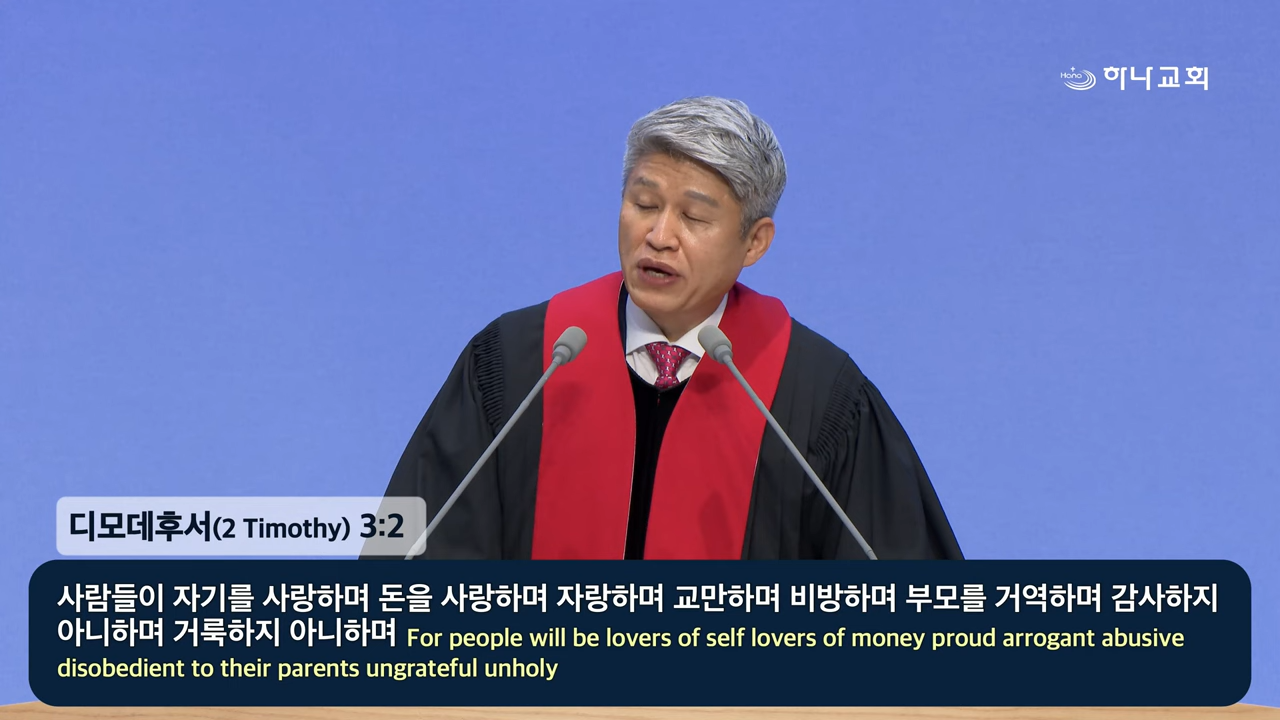 Hana 하나교회
디모데후서(2 Timothy) 3:2
사람들이 자기를 사랑하며 돈을 사랑하며 자랑하며 교만하며 비방하며 부모를 거역하며 감사하지
아니하며 거룩하지 아니하며 For people will be lovers of self lovers of money proud arrogant abusive
disobedient to their parents ungrateful unholy